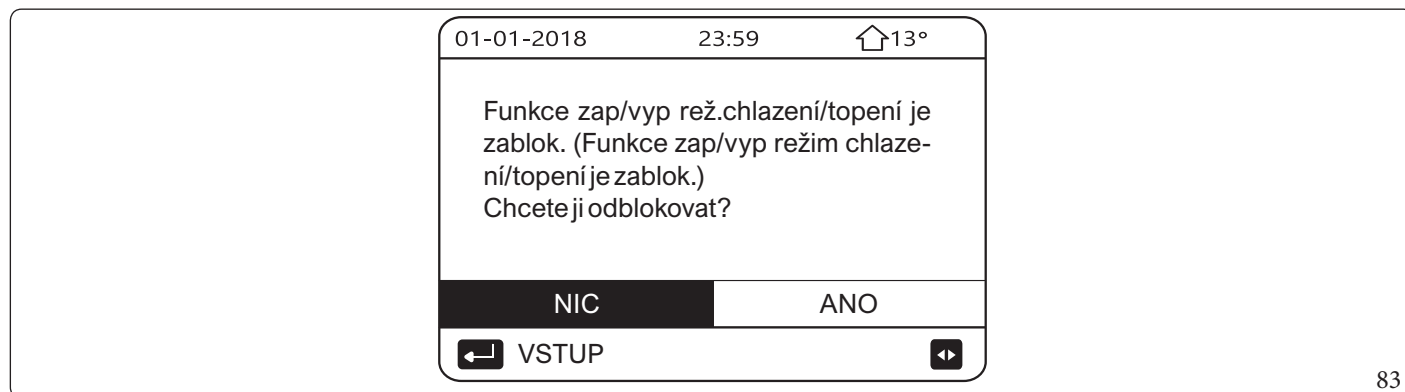 01-01-2018 23:59 13°
Funkce zap/vyp rež.chlazení/topení je
zablok. (Funkce zap/vyp režim chlaze-
ní/topení je zablok.)
Chcete ji odblokovat?
NIC ANO
VSTUP
83